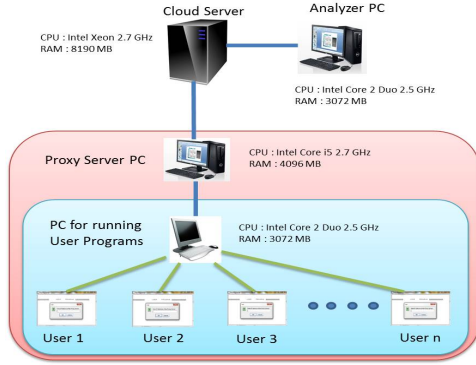 Cloud Server
Analyzer PC
CPU : Intel Xeon 2.7 GHz
RAM : 8190 MB
CPU : Intel Core 2 Duo 2.5 GHz
RAM : 3072 MB
Proxy Server PC
CPU : Intel Core i5 2.7 GHz
RAM : 4096 MB
PC for running
User Programs
CPU : Intel Core 2 Duo 2.5 GHz
RAM : 3072 MB
User 1
User 2
User 3
User n